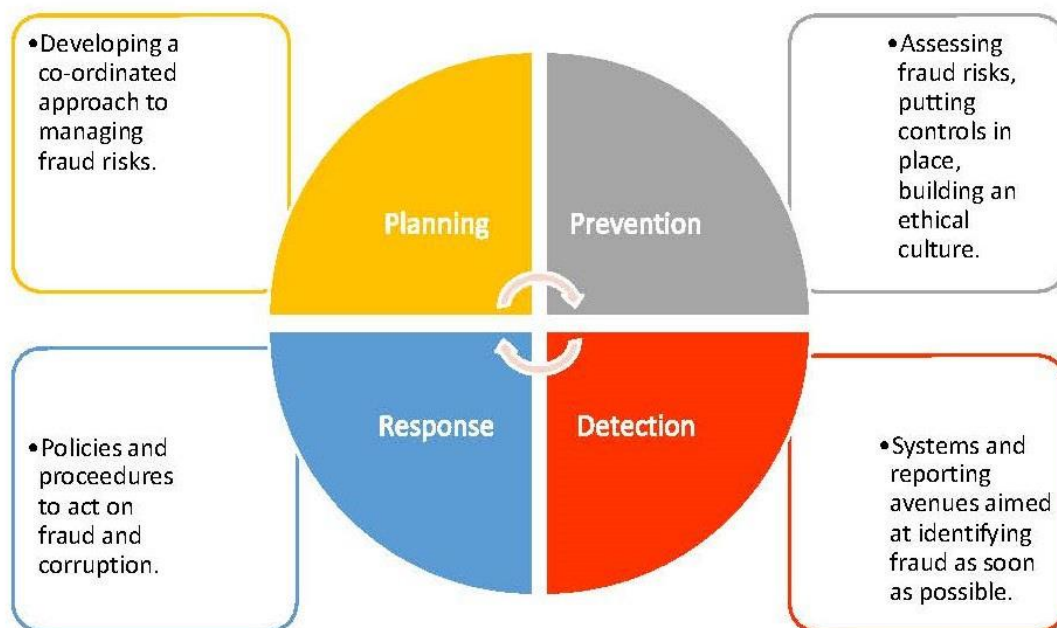 •Developing a
co-ordinated
approach to
managing
fraud risks.
Planning
Prevention
•Assessing
fraud risks,
putting
controls in
place,
building an
ethical
culture.
•Policies and
proceedures
to act on
fraud and
corruption.
Response
Detection
•Systems and
reporting
avenues aimed
at identifying
fraud as soon
as possible.